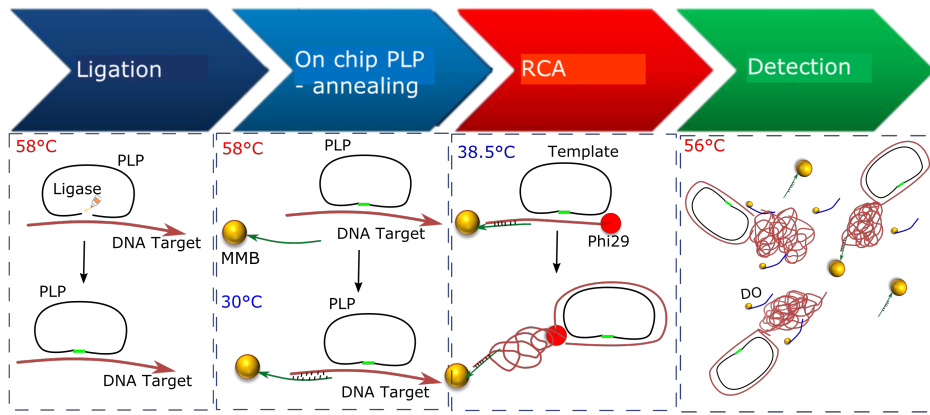 Ligation
On chip PLP
- annealing
RCA
Detection
58°C
PLP
Ligase
DNA Target
PLP
DNA Target
58°C
PLP
DNA Target
MMB
30°C
PLP
DNA Target
38.5°C
Template
Phi29
56°C
DO